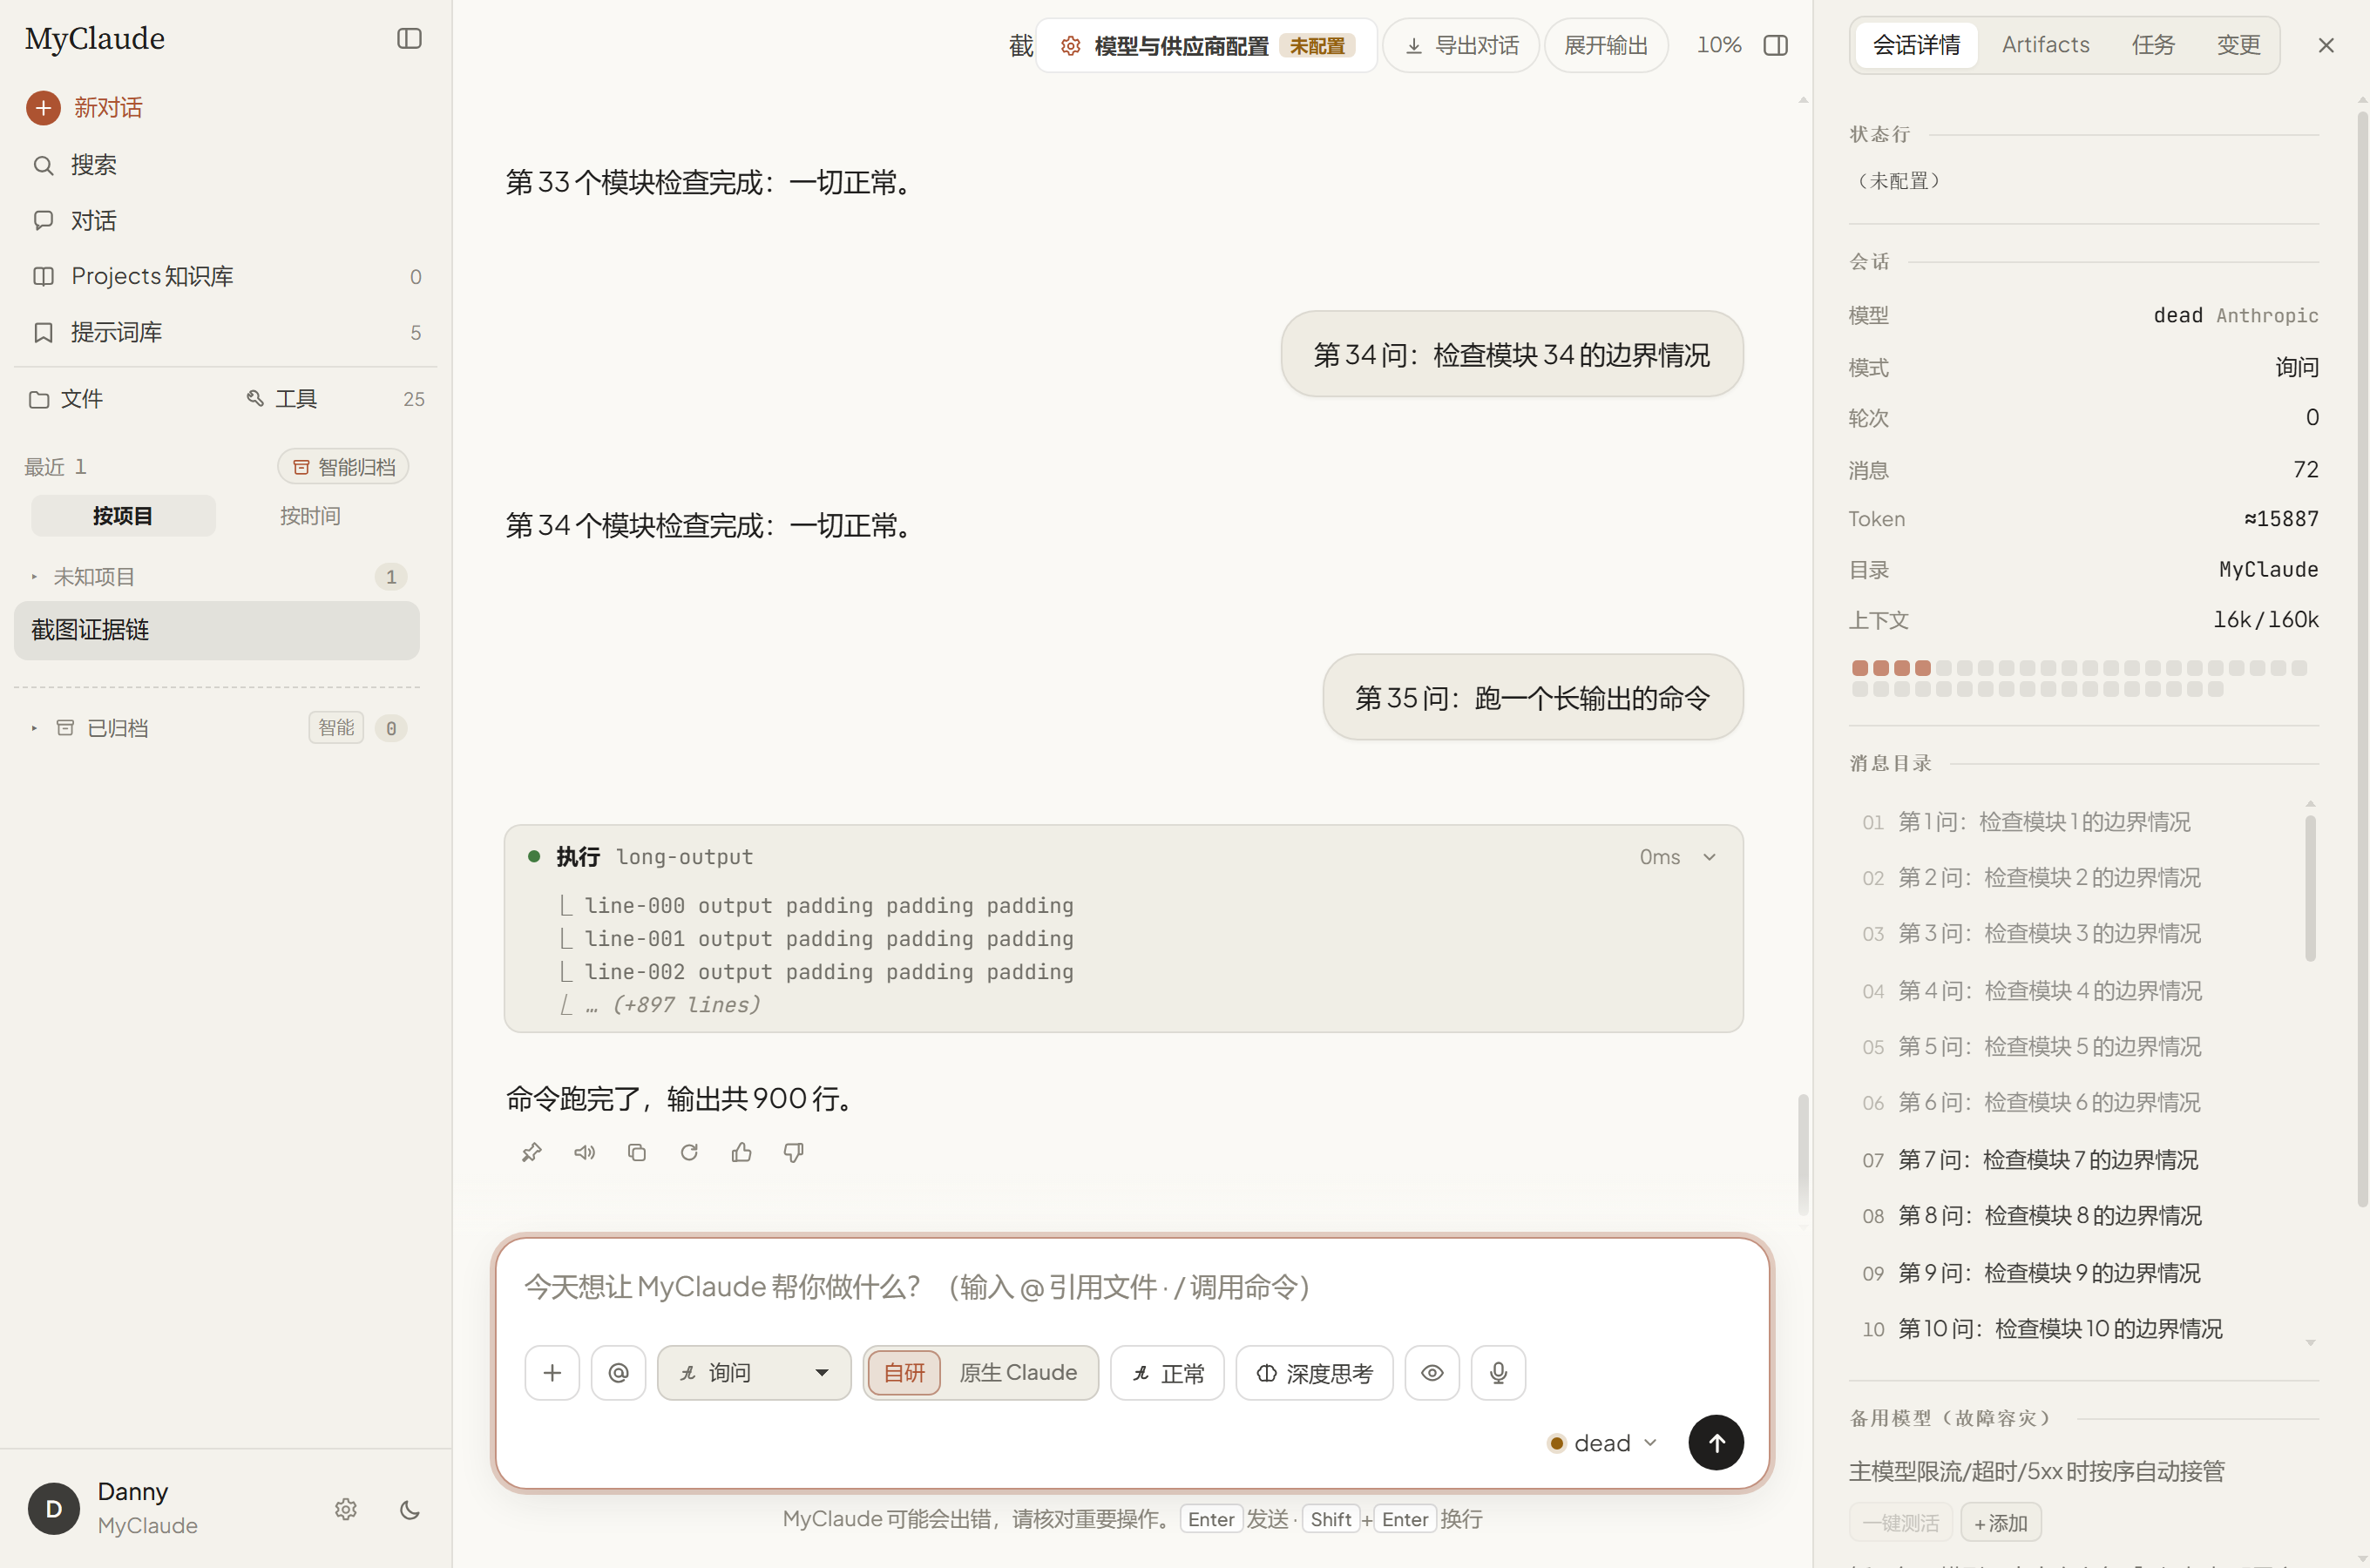 MyClaude
新对话
搜索
对话
Projects 知识库 0
提示词库 5
文件 工具 25
最近 1 智能归档
按项目 按时间
未知项目 1
截图证据链
已归档 智能 0
D Danny
MyClaude
截 模型与供应商配置 未配置 导出对话 展开输出 10%
第 33 个模块检查完成：一切正常。
第 34 问：检查模块 34 的边界情况
第 34 个模块检查完成：一切正常。
第 35 问：跑一个长输出的命令
执行 long-output 0ms
⎿ line-000 output padding padding padding
⎿ line-001 output padding padding padding
⎿ line-002 output padding padding padding
⎿ … (+897 lines)
命令跑完了，输出共 900 行。
今天想让 MyClaude 帮你做什么？（输入 @ 引用文件 · / 调用命令）
询问 自研 原生 Claude 正常 深度思考
dead
MyClaude 可能会出错，请核对重要操作。 Enter 发送 · Shift + Enter 换行
会话详情 Artifacts 任务 变更
状态行
（未配置）
会话
模型 dead Anthropic
模式 询问
轮次 0
消息 72
Token ≈15887
目录 MyClaude
上下文 16k/160k
消息目录
01 第 1 问：检查模块 1 的边界情况
02 第 2 问：检查模块 2 的边界情况
03 第 3 问：检查模块 3 的边界情况
04 第 4 问：检查模块 4 的边界情况
05 第 5 问：检查模块 5 的边界情况
06 第 6 问：检查模块 6 的边界情况
07 第 7 问：检查模块 7 的边界情况
08 第 8 问：检查模块 8 的边界情况
09 第 9 问：检查模块 9 的边界情况
10 第 10 问：检查模块 10 的边界情况
备用模型（故障容灾）
主模型限流/超时/5xx 时按序自动接管
一键测活 +添加